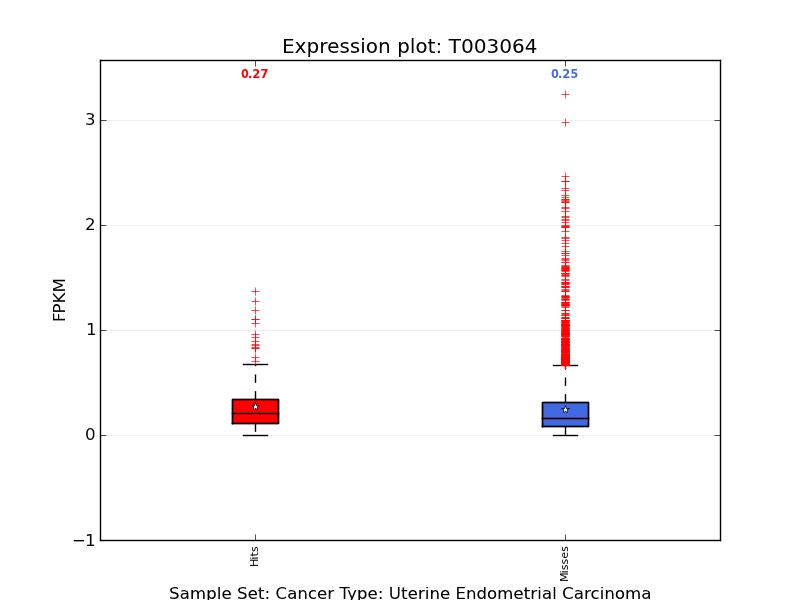 Expression plot: T003064
0.27
0.25
3
2
1
0
−1
FPKM
Hits
Misses
Sample Set: Cancer Type: Uterine Endometrial Carcinoma